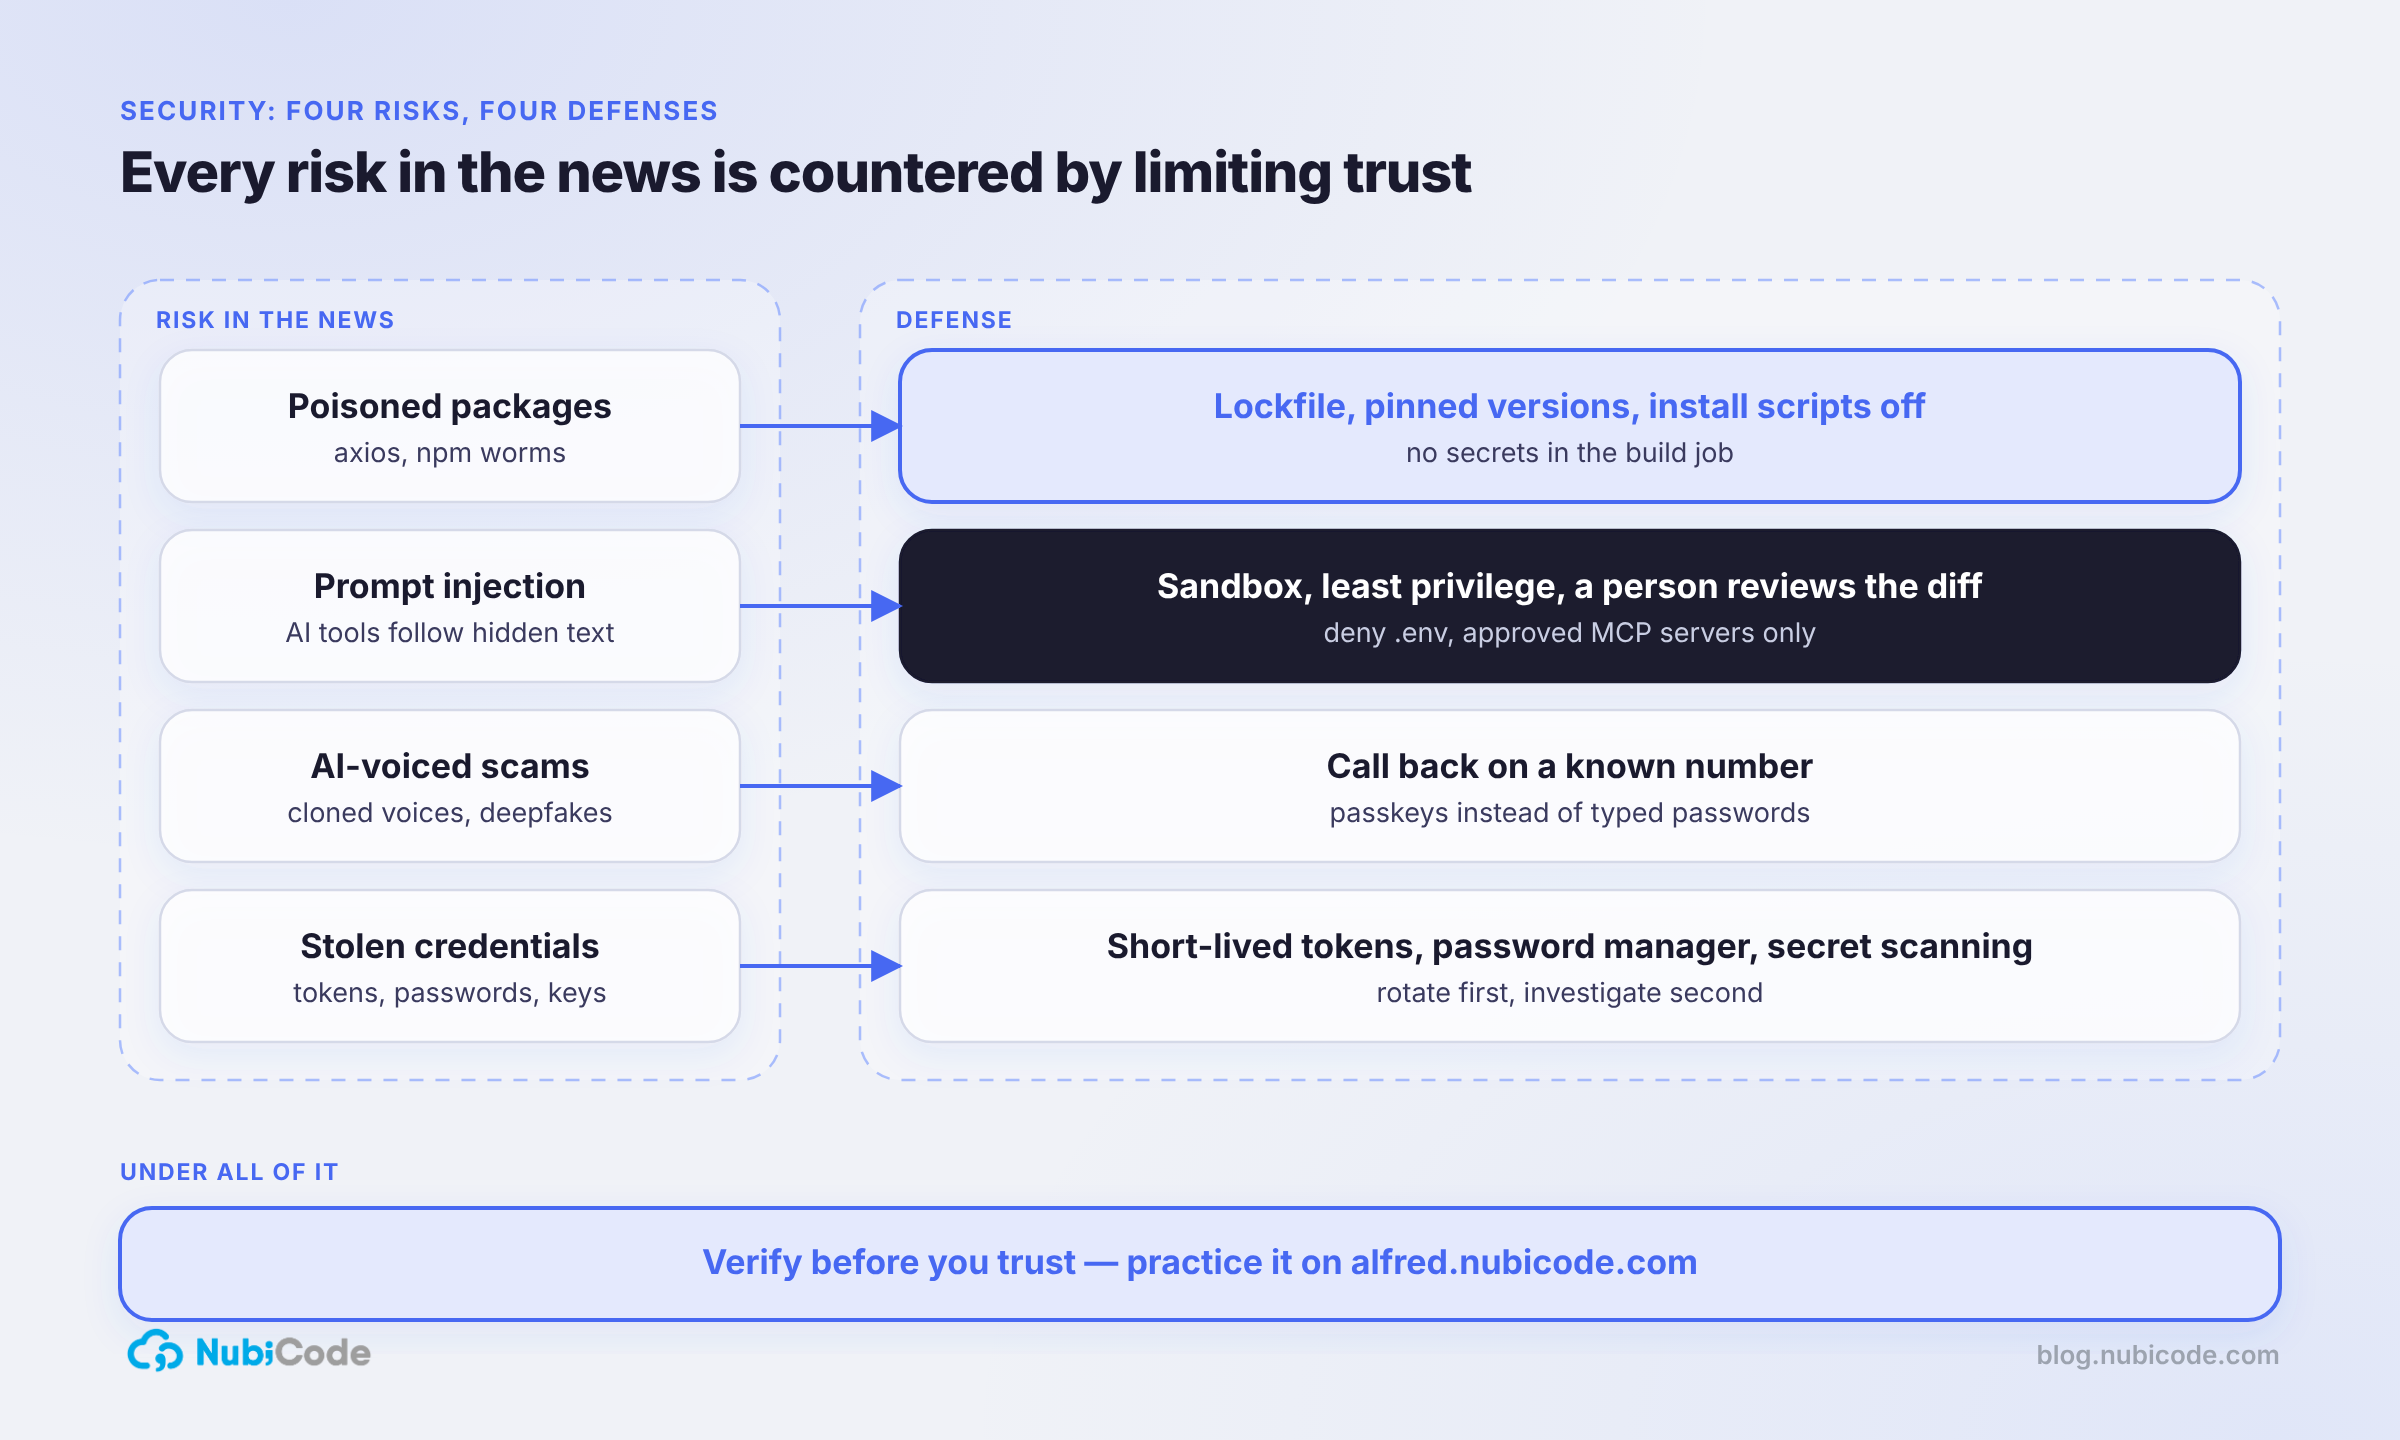 SECURITY: FOUR RISKS, FOUR DEFENSES
Every risk in the news is countered by limiting trust
RISK IN THE NEWS
Poisoned packages
axios, npm worms
Prompt injection
AI tools follow hidden text
AI-voiced scams
cloned voices, deepfakes
Stolen credentials
tokens, passwords, keys
DEFENSE
Lockfile, pinned versions, install scripts off
no secrets in the build job
Sandbox, least privilege, a person reviews the diff
deny .env, approved MCP servers only
Call back on a known number
passkeys instead of typed passwords
Short-lived tokens, password manager, secret scanning
rotate first, investigate second
UNDER ALL OF IT
Verify before you trust — practice it on alfred.nubicode.com
NubiCode
blog.nubicode.com